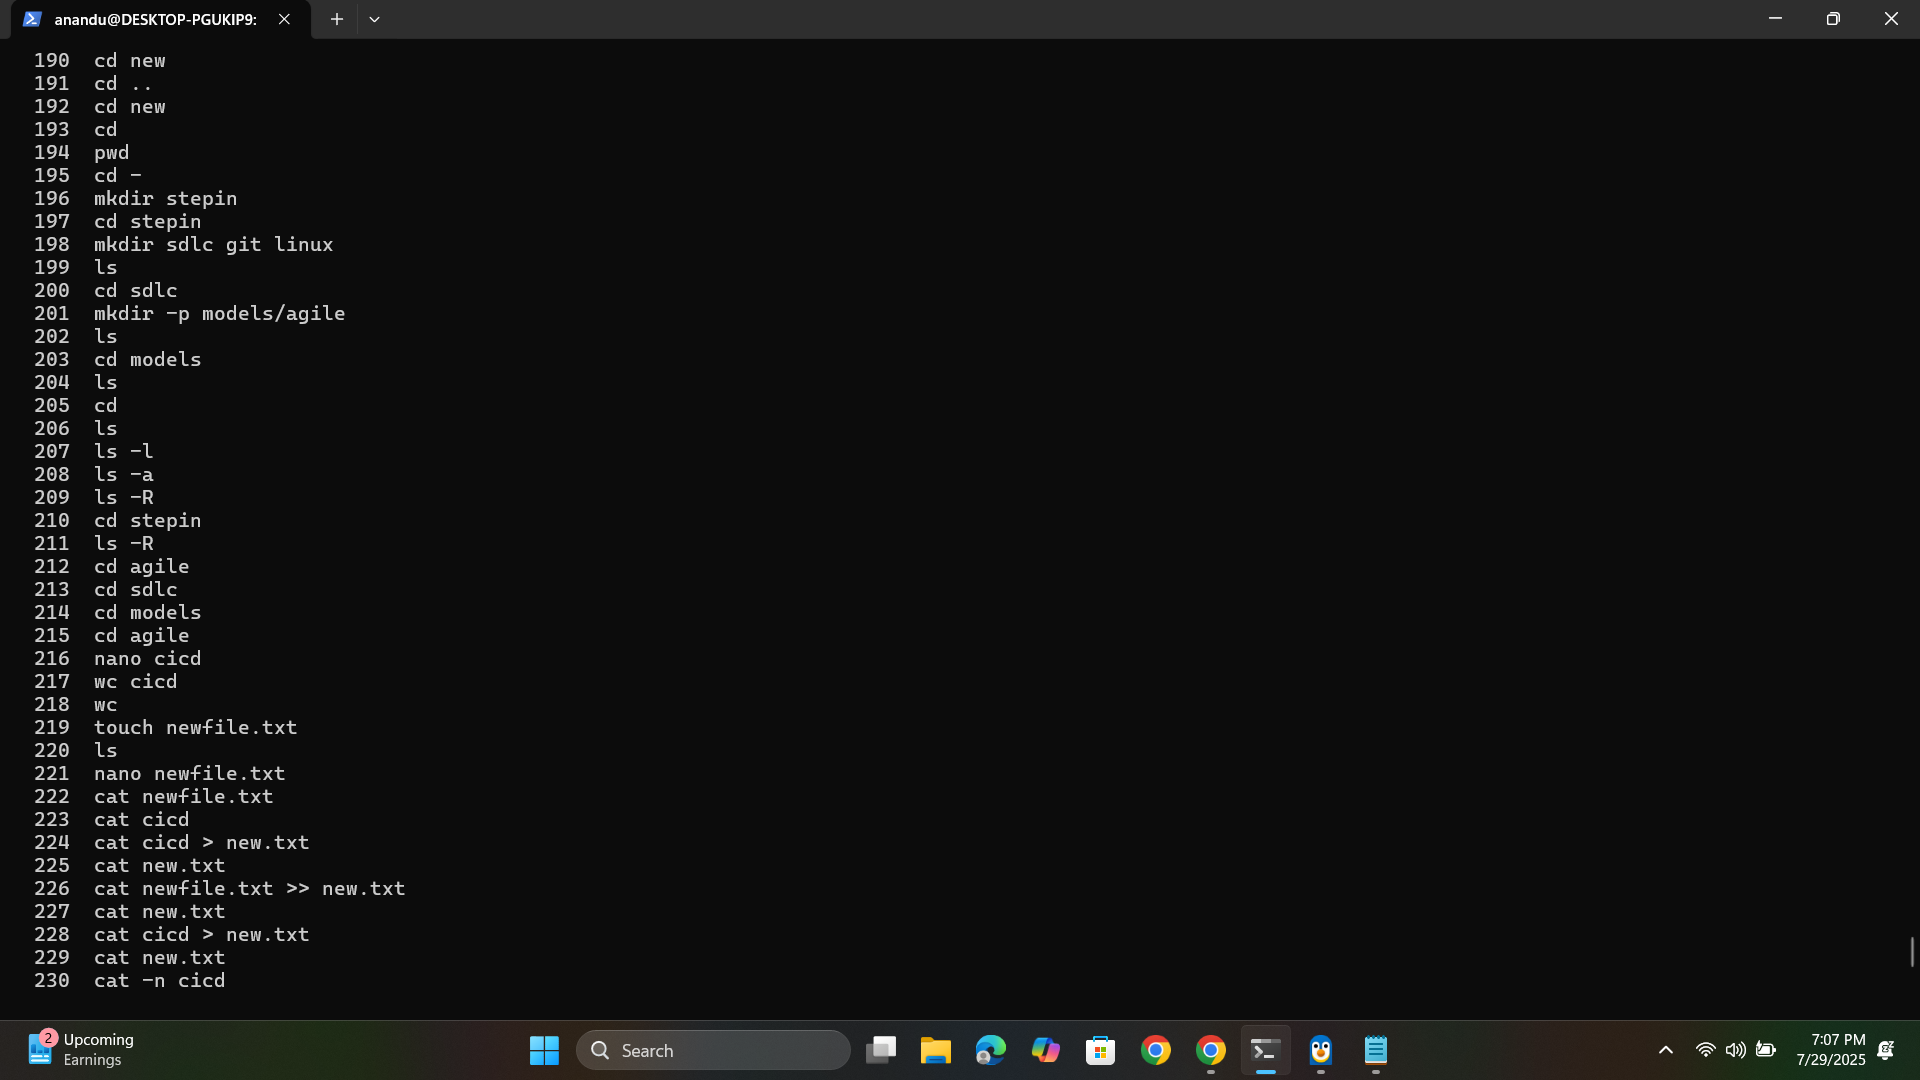 anandu@DESKTOP-PGUKIP9:
190 cd new
191 cd ..
192 cd new
193 cd
194 pwd
195 cd -
196 mkdir stepin
197 cd stepin
198 mkdir sdlc git linux
199 ls
200 cd sdlc
201 mkdir -p models/agile
202 ls
203 cd models
204 ls
205 cd
206 ls
207 ls -l
208 ls -a
209 ls -R
210 cd stepin
211 ls -R
212 cd agile
213 cd sdlc
214 cd models
215 cd agile
216 nano cicd
217 wc cicd
218 wc
219 touch newfile.txt
220 ls
221 nano newfile.txt
222 cat newfile.txt
223 cat cicd
224 cat cicd > new.txt
225 cat new.txt
226 cat newfile.txt >> new.txt
227 cat new.txt
228 cat cicd > new.txt
229 cat new.txt
230 cat -n cicd
2
Upcoming
Earnings
Search
7:07 PM
7/29/2025